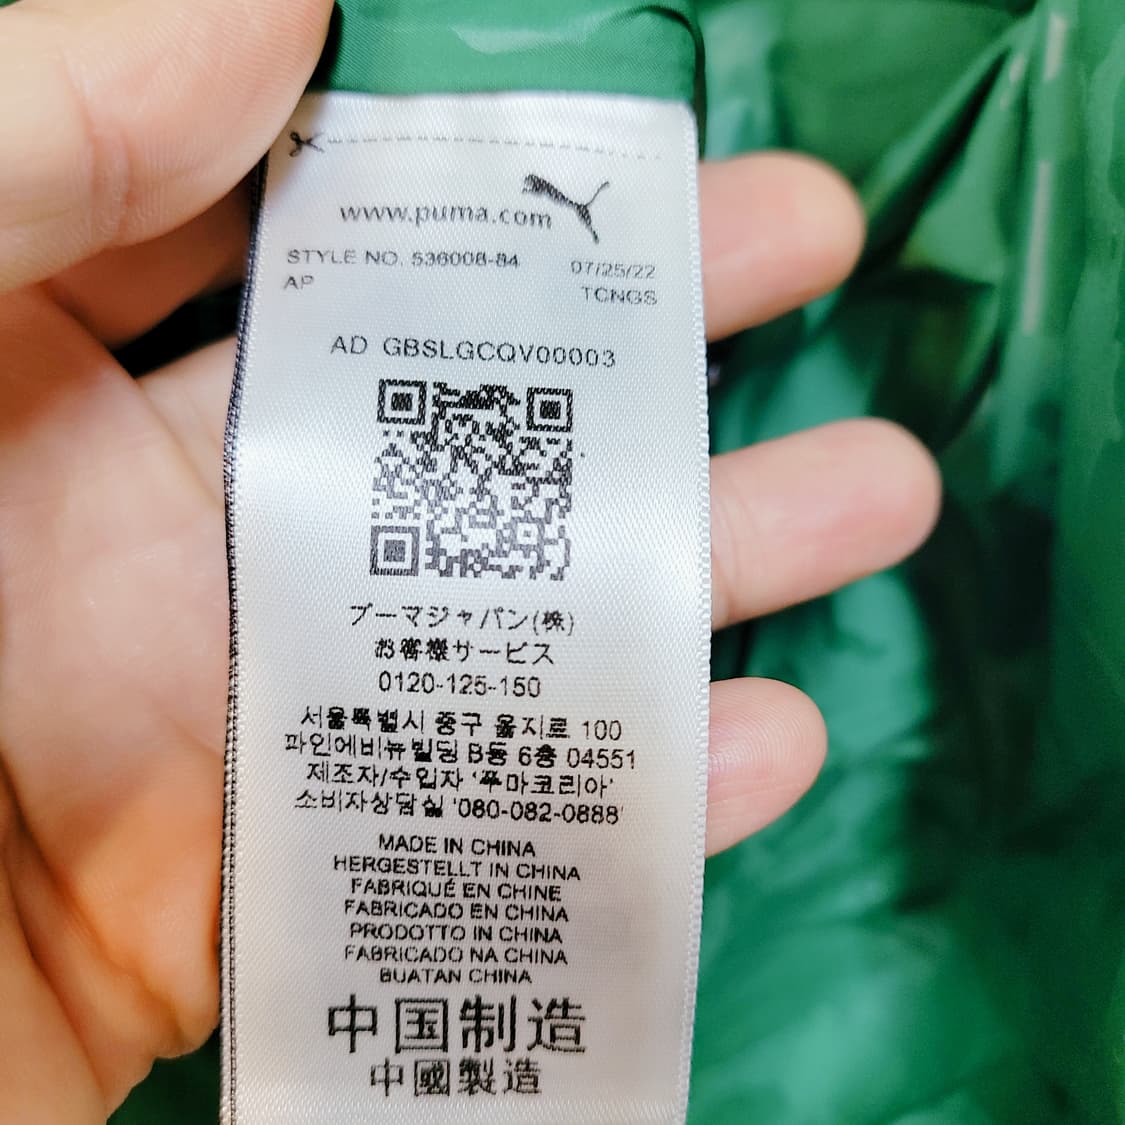 www.puma.com
STYLE NO. 536008-84
07/25/22
AP
TCNGS
AD GBSLGCQV00003
プーマジャパン(株)
お客様サービス
0120-125-150
서울특별시 중구 을지로 100
파인에비뉴빌딩 B동 6층 04551
제조자/수입자 '푸마코리아'
소비자상담실 '080-082-0888'
MADE IN CHINA
HERGESTELLT IN CHINA
FABRIQUÉ EN CHINE
FABRICADO EN CHINA
PRODOTTO IN CHINA
FABRICADO NA CHINA
BUATAN CHINA
中国制造
中國製造